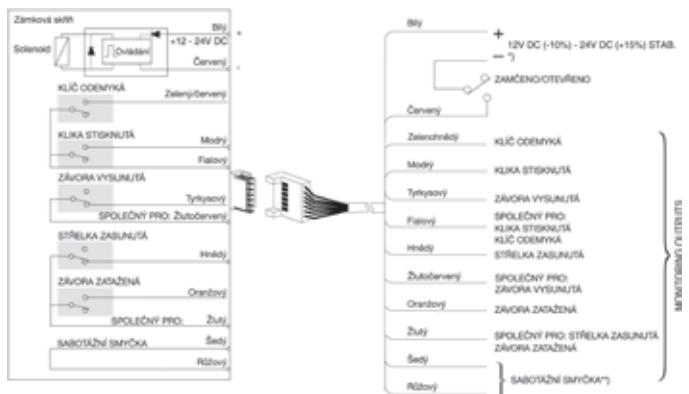 Zámková skříň
Bílý
+
+12 - 24V DC
Solenoid
Ovládání
Červený
-
KLÍČ ODEMYKÁ
Zelený/červený
KLIKA STISKNUTÁ
Modrý
Fialový
ZÁVORA VYSUNUTÁ
Tyrkysový
SPOLEČNÝ PRO: Žlutočervený
STŘELKA ZASUNUTÁ
Hnědý
ZÁVORA ZATAŽENÁ
Oranžový
SPOLEČNÝ PRO: Žlutý
SABOTÁŽNÍ SMYČKA
Šedý
Růžový
Bílý
+
12V DC (-10%) - 24V DC (+15%) STAB.
— *)
ZAMČENO/OTEVŘENO
Červený
Zelenohnědý
KLÍČ ODEMYKÁ
Modrý
KLIKA STISKNUTÁ
Tyrkysový
ZÁVORA VYSUNUTÁ
Fialový
SPOLEČNÝ PRO:
KLIKA STISKNUTÁ
KLÍČ ODEMYKÁ
Hnědý
STŘELKA ZASUNUTÁ
Žlutočervený
SPOLEČNÝ PRO:
ZÁVORA VYSUNUTÁ
Oranžový
ZÁVORA ZATAŽENÁ
Žlutý
SPOLEČNÝ PRO: STŘELKA ZASUNUTÁ
ZÁVORA ZATAŽENÁ
Šedý
SABOTÁŽNÍ SMYČKA**)
Růžový
MONITORING OUTPUTS